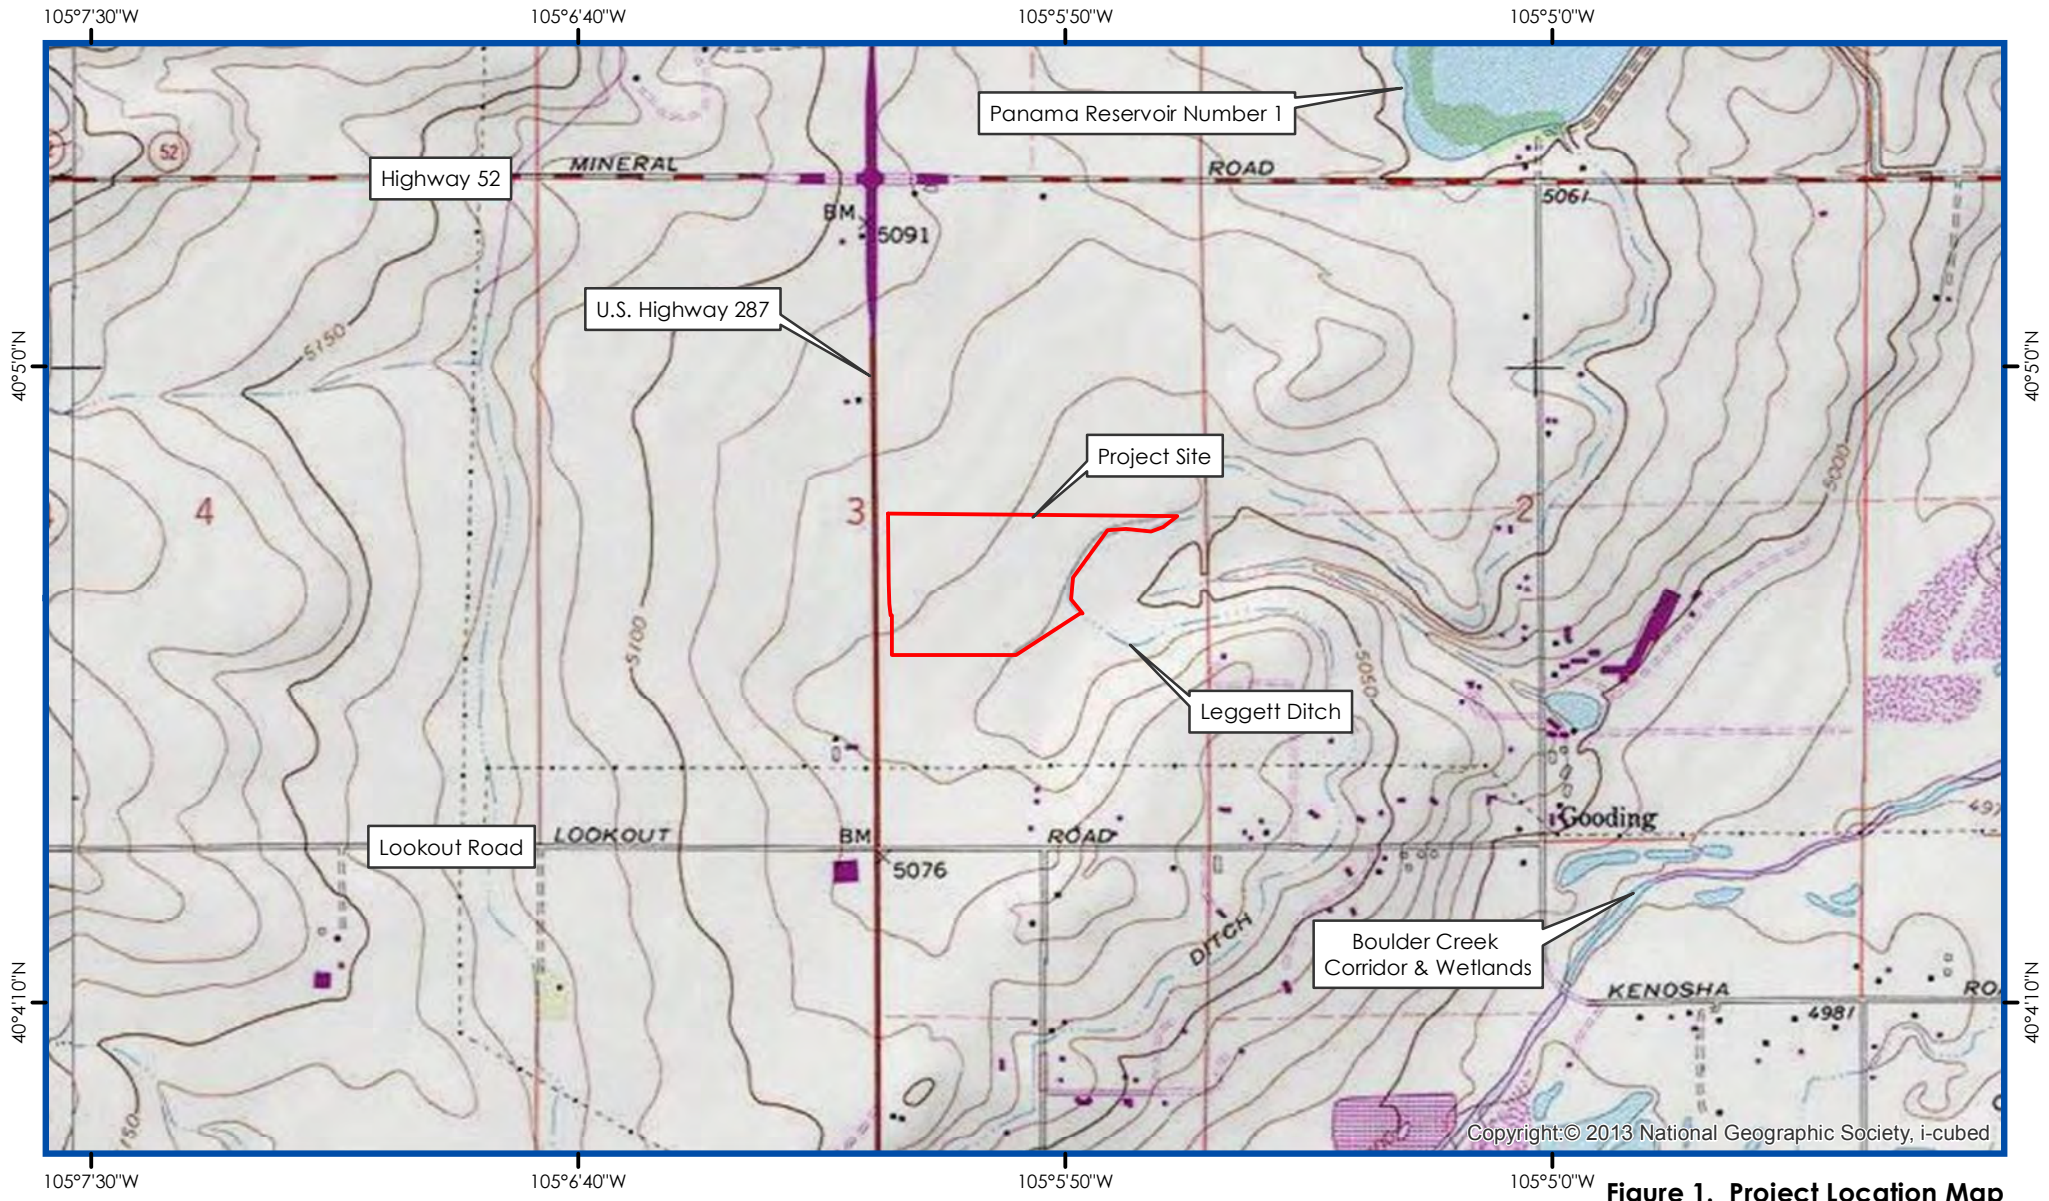 105°7'30"W
105°6'40"W
105°5'50"W
105°5'0"W
Panama Reservoir Number 1
52
Highway 52
MINERAL
ROAD
5061
BM
5091
U.S. Highway 287
5150
40°5'0"N
40°5'0"N
Project Site
5000
4
3
2
5100
5050
Leggett Ditch
Gooding
497
Lookout Road
LOOKOUT
BM
ROAD
5076
DITCH
Boulder Creek
Corridor & Wetlands
KENOSHA
ROA
4981
40°4'10"N
40°4'10"N
150
Copyright:© 2013 National Geographic Society, i-cubed
105°7'30"W
105°6'40"W
105°5'50"W
105°5'0"W
Figure 1. Project Location Map